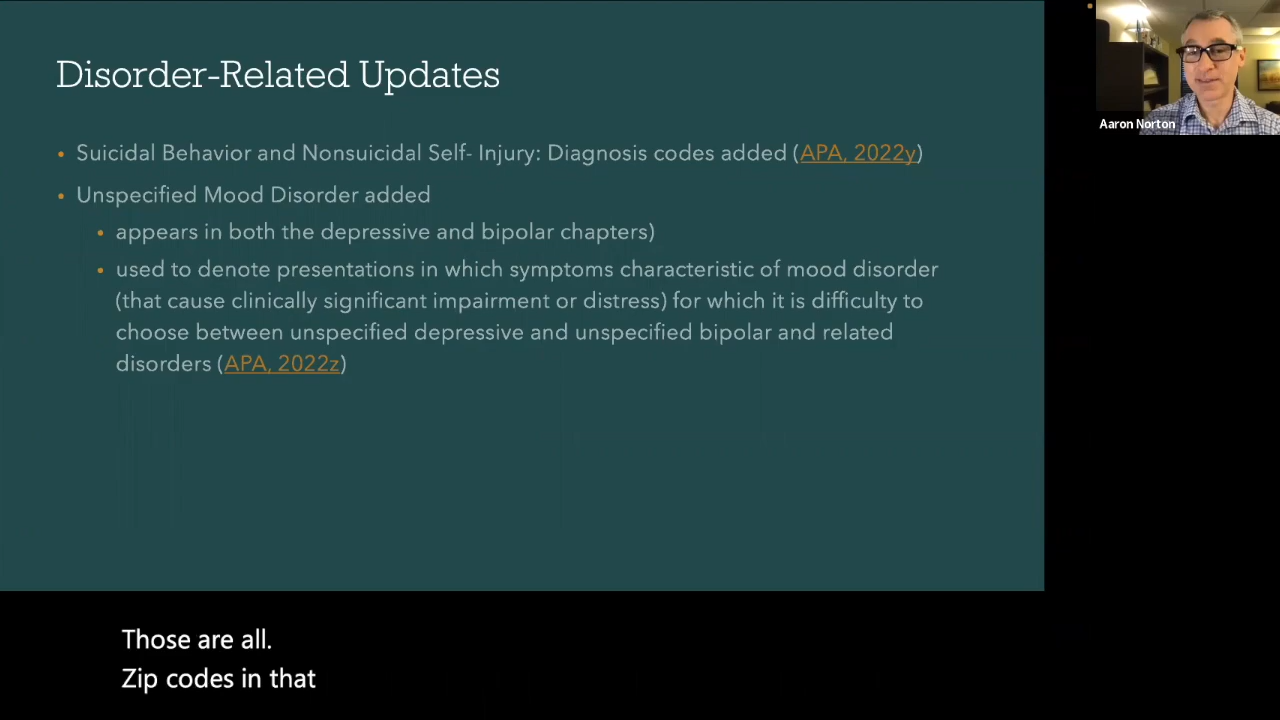 Disorder-Related Updates
• Suicidal Behavior and Nonsuicidal Self- Injury: Diagnosis codes added (APA, 2022y)
• Unspecified Mood Disorder added
• appears in both the depressive and bipolar chapters)
• used to denote presentations in which symptoms characteristic of mood disorder
(that cause clinically significant impairment or distress) for which it is difficulty to
choose between unspecified depressive and unspecified bipolar and related
disorders (APA, 2022z)
Aaron Norton
Those are all.
Zip codes in that